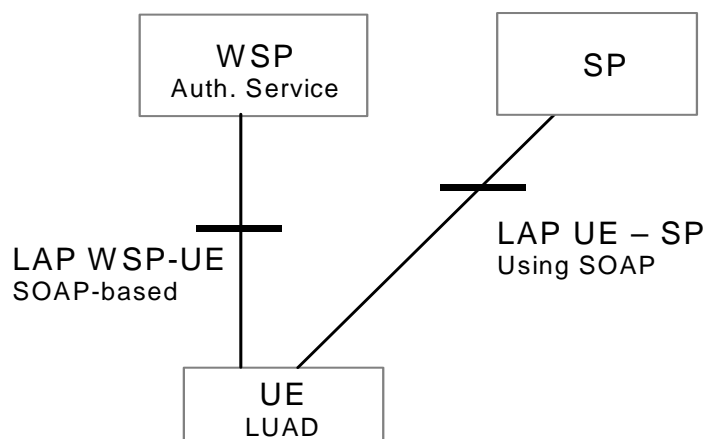 WSP
Auth. Service
SP
LAP WSP-UE
SOAP-based
LAP UE – SP
Using SOAP
UE
LUAD